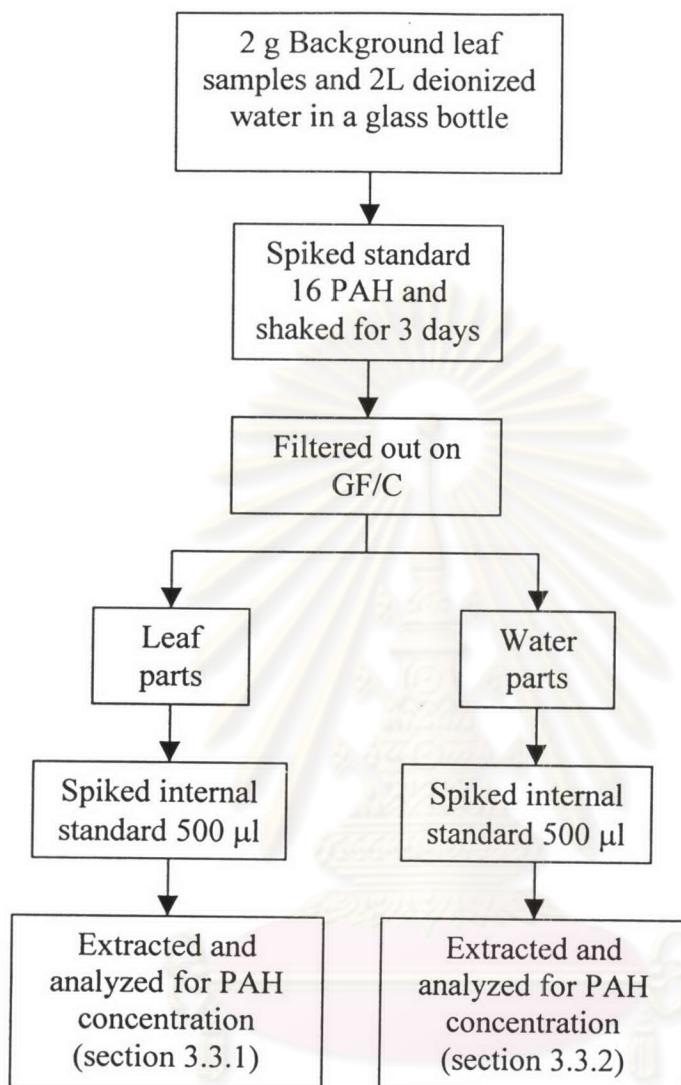 2 g Background leaf
samples and 2L deionized
water in a glass bottle
Spiked standard
16 PAH and
shaked for 3 days
Filtered out on
GF/C
Leaf
parts
Water
parts
Spiked internal
standard 500 μl
Spiked internal
standard 500 μl
Extracted and
analyzed for PAH
concentration
(section 3.3.1)
Extracted and
analyzed for PAH
concentration
(section 3.3.2)